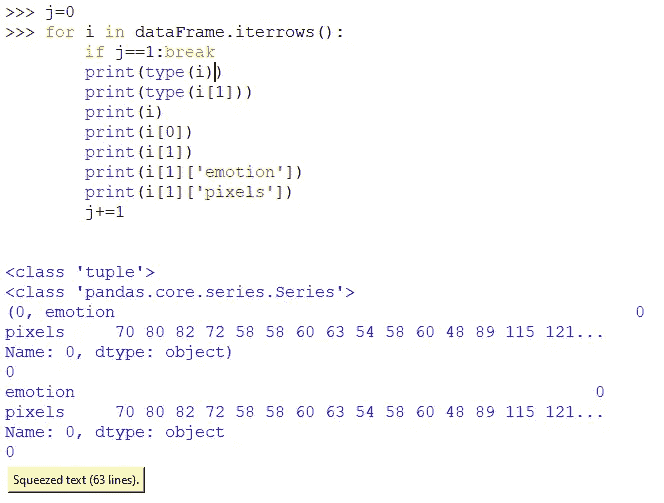 >>> j=0
>>> for i in dataFrame.iterrows():
        if j==1:break
        print(type(i))
        print(type(i[1]))
        print(i)
        print(i[0])
        print(i[1])
        print(i[1]['emotion'])
        print(i[1]['pixels'])
        j+=1
<class 'tuple'>
<class 'pandas.core.series.Series'>
(0, emotion                                                    0
pixels     70 80 82 72 58 58 60 63 54 58 60 48 89 115 121...
Name: 0, dtype: object)
0
emotion                                                    0
pixels     70 80 82 72 58 58 60 63 54 58 60 48 89 115 121...
Name: 0, dtype: object
0
Squeezed text (63 lines).